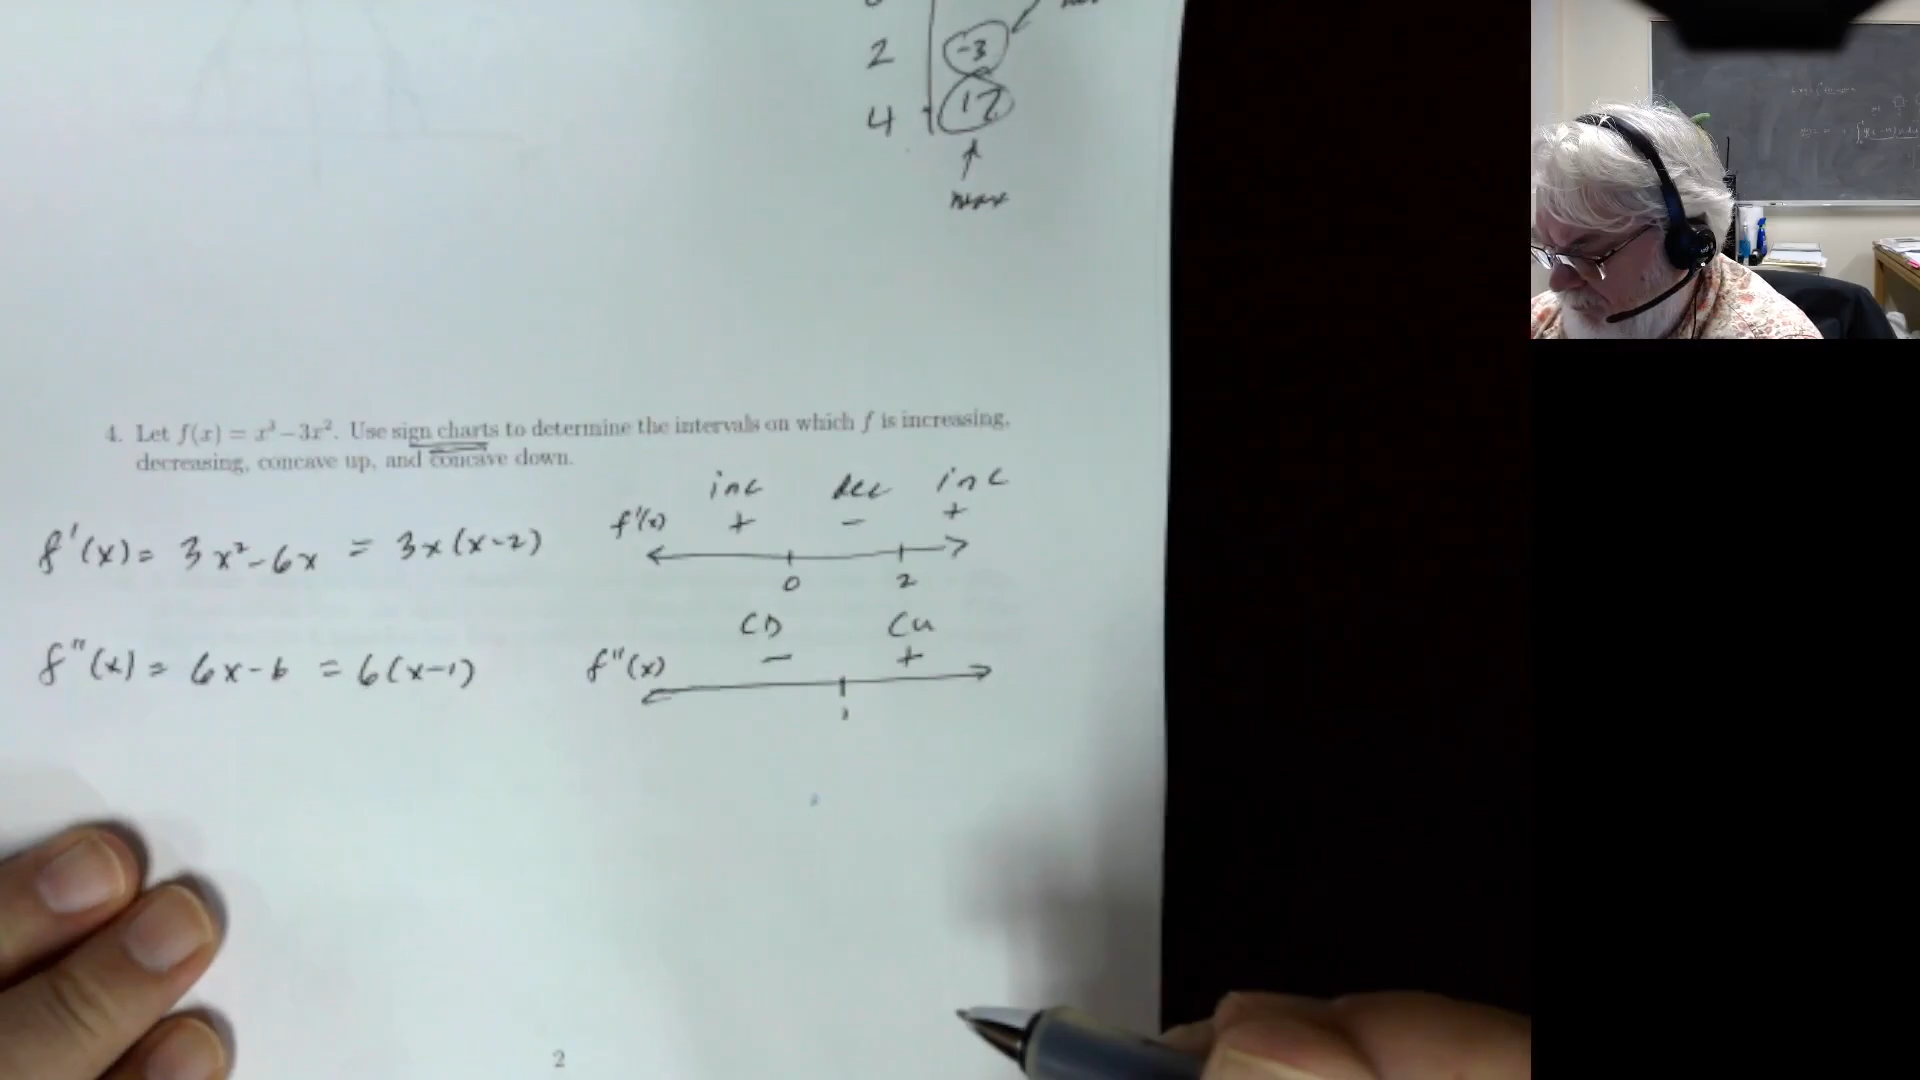 2 -3
4 17
max
4. Let f(x) = x³ − 3x². Use sign charts to determine the intervals on which f is increasing,
decreasing, concave up, and concave down.
inc dec inc
f'(x) + − +
f'(x) = 3x² − 6x = 3x(x−2)
0 2
CD CU
f''(x) = 6x − 6 = 6(x−1) f''(x) − +
1
2